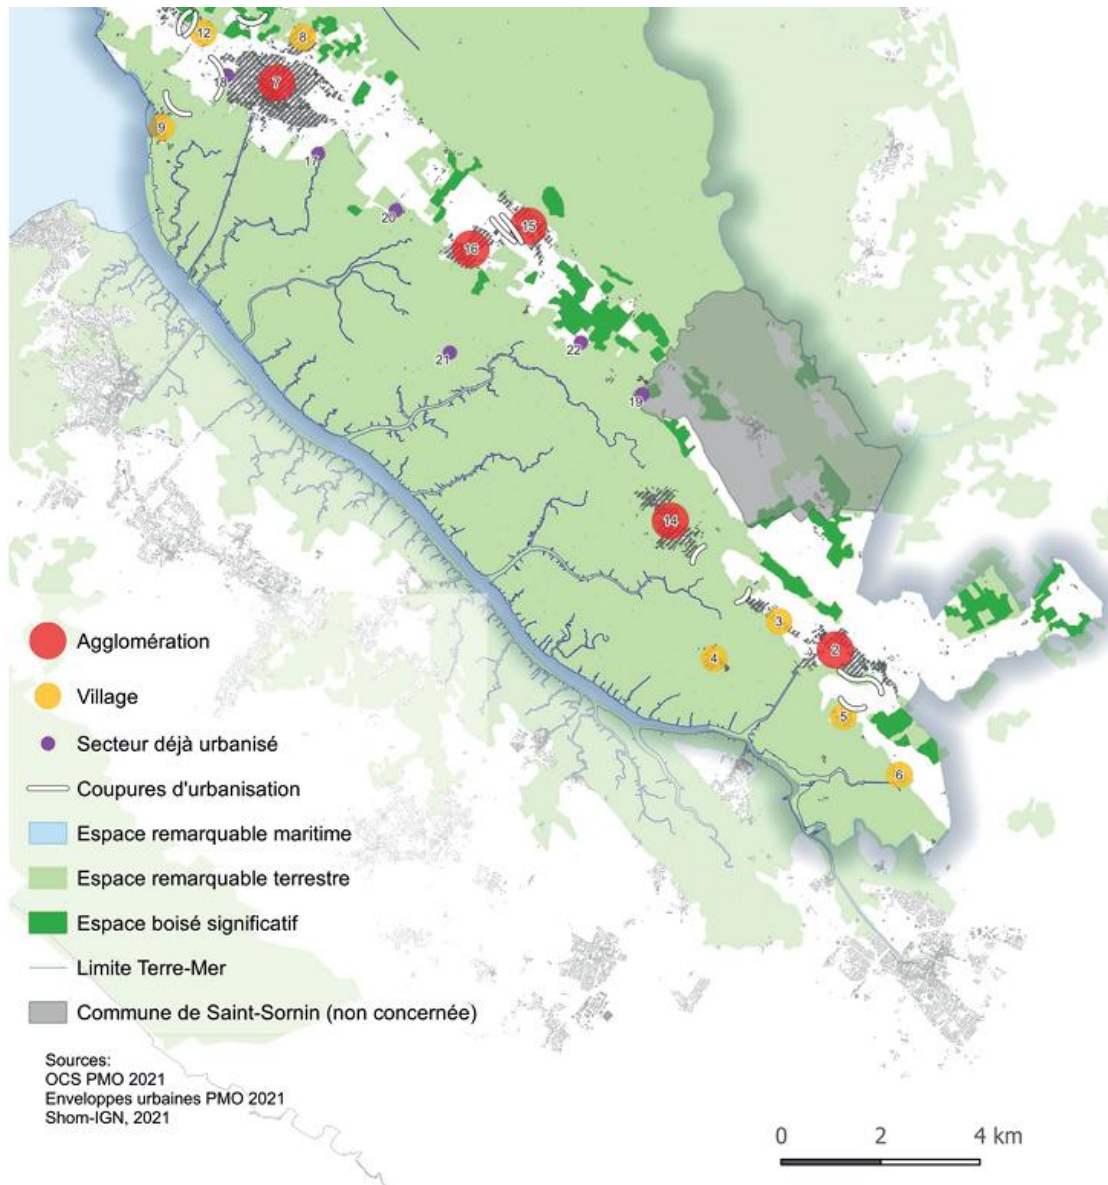 12
8
18
7
9
17
20
15
16
21
22
19
14
3
2
4
5
6
Agglomération
Village
Secteur déjà urbanisé
Coupures d'urbanisation
Espace remarquable maritime
Espace remarquable terrestre
Espace boisé significatif
Limite Terre-Mer
Commune de Saint-Sornin (non concernée)
Sources:
OCS PMO 2021
Enveloppes urbaines PMO 2021
Shom-IGN, 2021
0 2 4 km